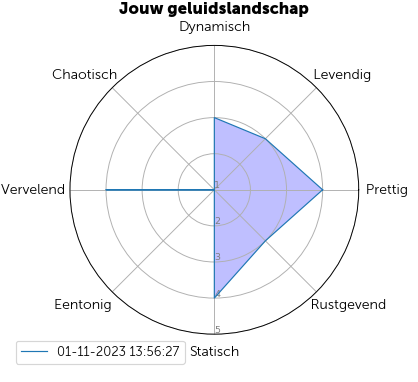 Jouw geluidslandschap
Dynamisch
Chaotisch Levendig
Vervelend 1 Prettig
2
3
4
Eentonig Rustgevend
5
01-11-2023 13:56:27 Statisch